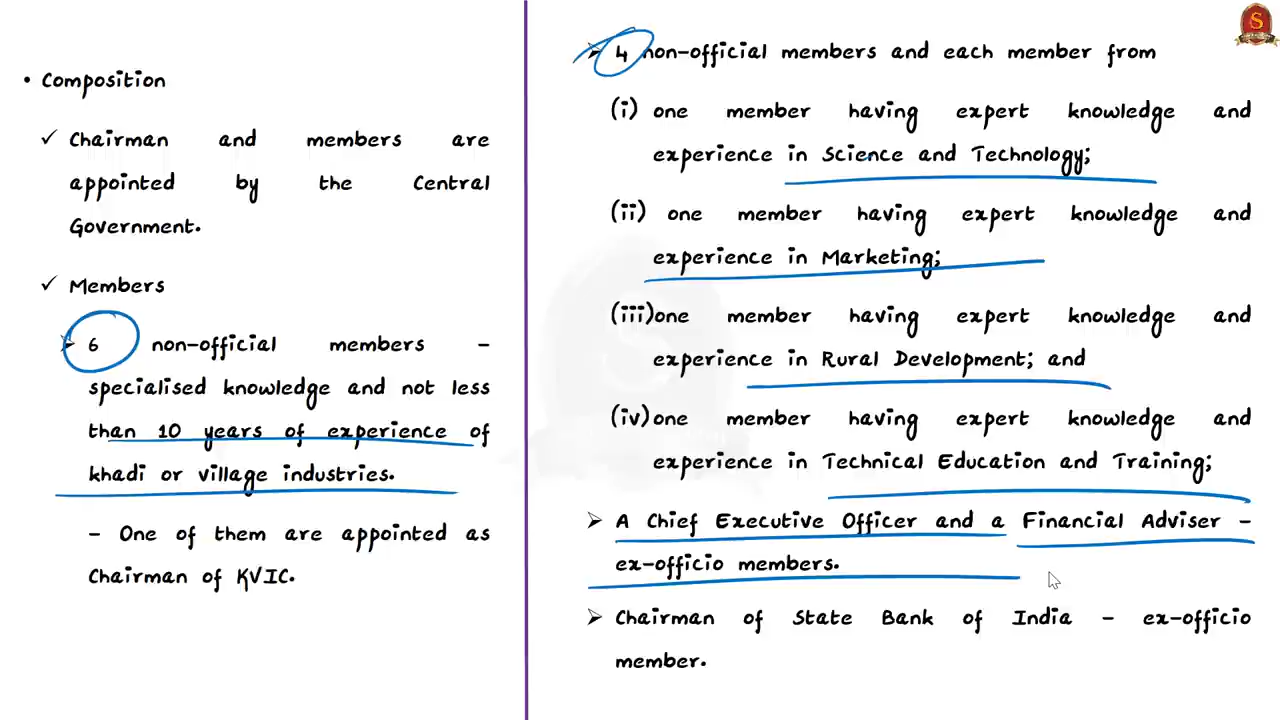 • Composition
✓ Chairman and members are
appointed by the Central
Government.
✓ Members
➢ 6 non-official members –
specialised knowledge and not less
than 10 years of experience of
khadi or village industries.
– One of them are appointed as
Chairman of KVIC.
➢ 4 non-official members and each member from
(i) one member having expert knowledge and
experience in Science and Technology;
(ii) one member having expert knowledge and
experience in Marketing;
(iii)one member having expert knowledge and
experience in Rural Development; and
(iv)one member having expert knowledge and
experience in Technical Education and Training;
➢ A Chief Executive Officer and a Financial Adviser –
ex-officio members.
➢ Chairman of State Bank of India – ex-officio
member.
S